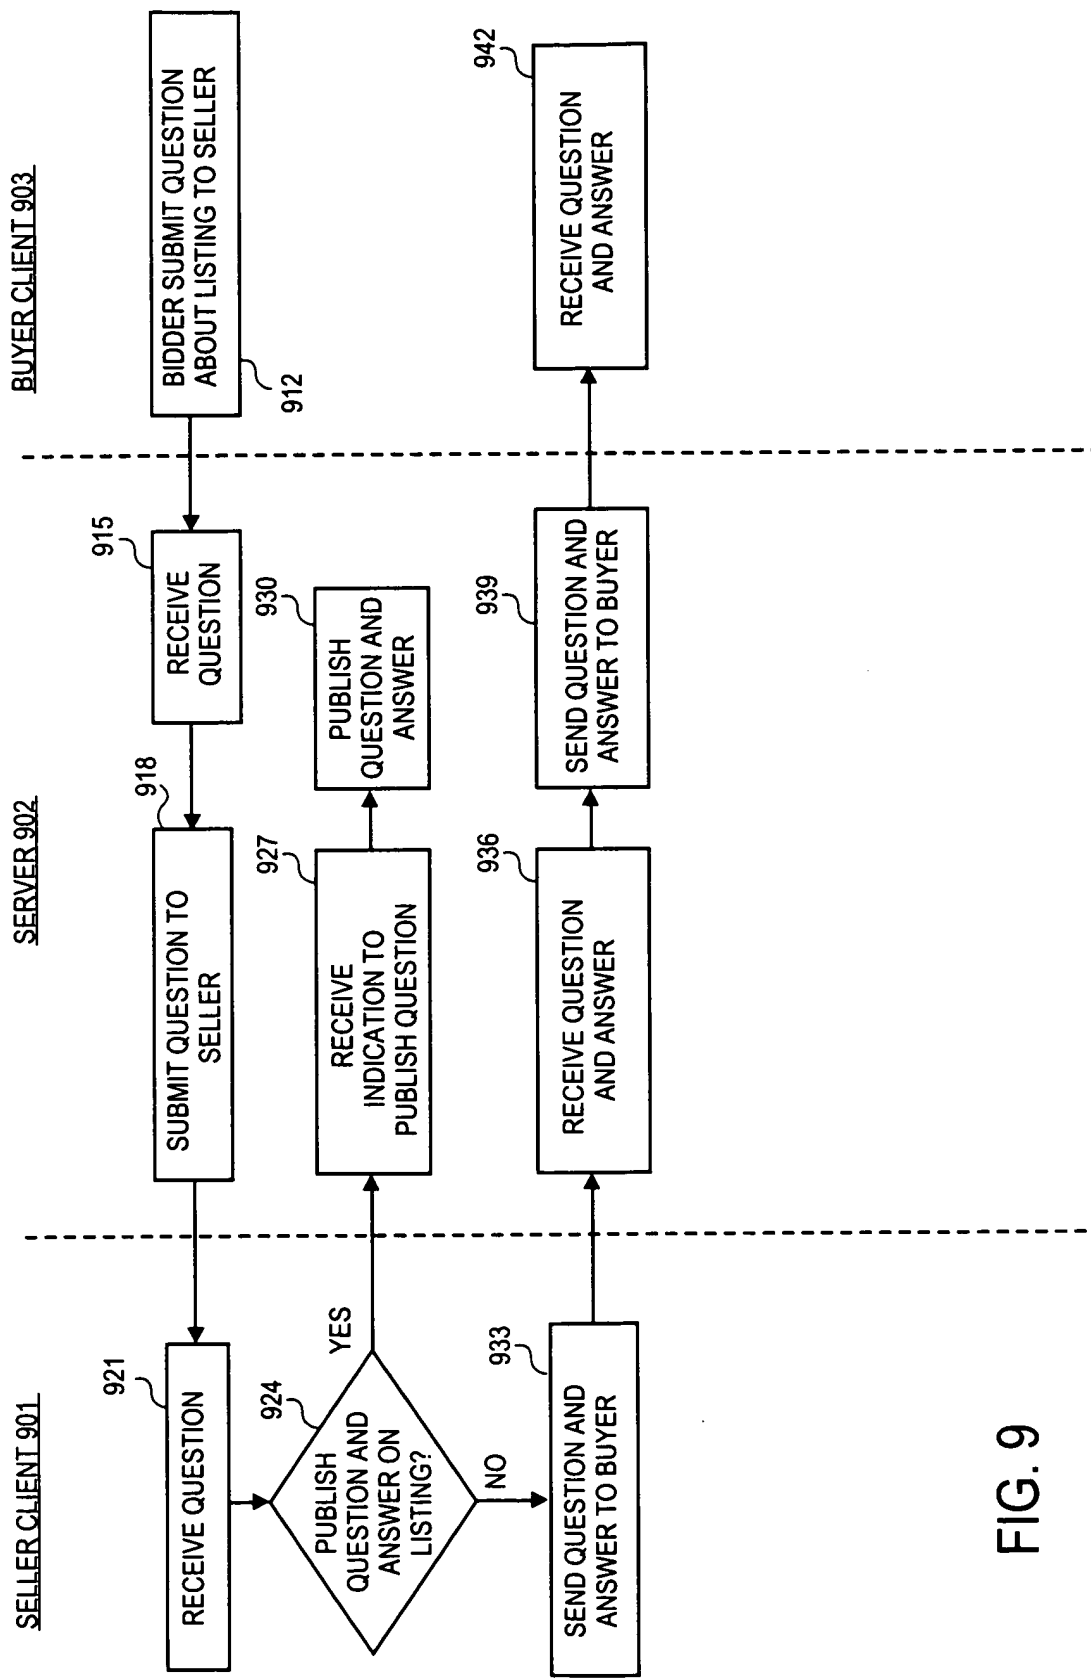 SELLER CLIENT 901
SERVER 902
BUYER CLIENT 903
BIDDER SUBMIT QUESTION
ABOUT LISTING TO SELLER
912
915
RECEIVE
QUESTION
918
SUBMIT QUESTION TO
SELLER
921
RECEIVE QUESTION
924
PUBLISH
QUESTION AND
ANSWER ON
LISTING?
YES
NO
927
RECEIVE
INDICATION TO
PUBLISH QUESTION
930
PUBLISH
QUESTION AND
ANSWER
933
SEND QUESTION AND
ANSWER TO BUYER
936
RECEIVE QUESTION
AND ANSWER
939
SEND QUESTION AND
ANSWER TO BUYER
942
RECEIVE QUESTION
AND ANSWER
FIG. 9